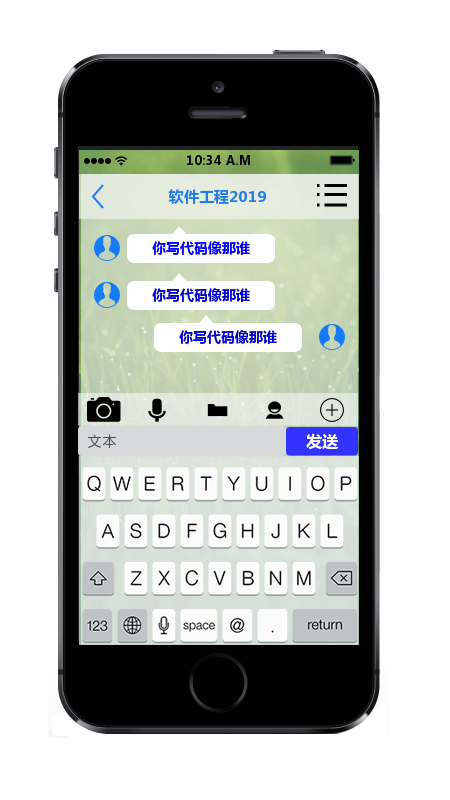 10:34 A.M
软件工程2019
你写代码像那谁
你写代码像那谁
你写代码像那谁
文本 发送
Q W E R T Y U I O P
A S D F G H J K L
Z X C V B N M
123 space @ . return